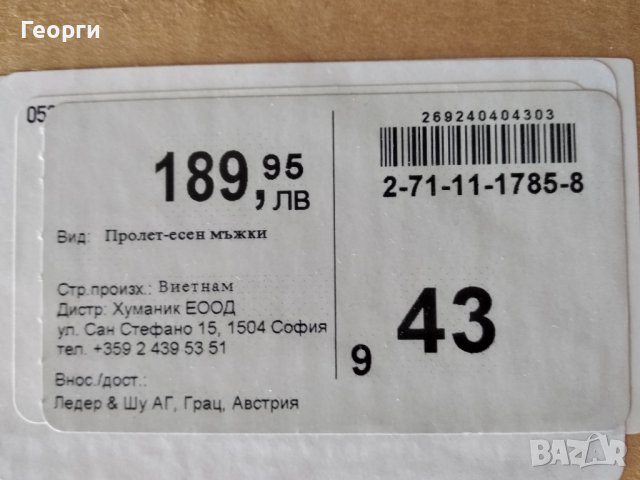 Георги
189,95 ЛВ
Вид: Пролет-есен мъжки
Стр.произх.: Виетнам
Дистр: Хуманик ЕООД
ул. Сан Стефано 15, 1504 София
тел. +359 2 439 53 51
Внос./дост.:
Ледер & Шу АГ, Грац, Австрия
269240404303
2-71-11-1785-8
43
9
BAZAR